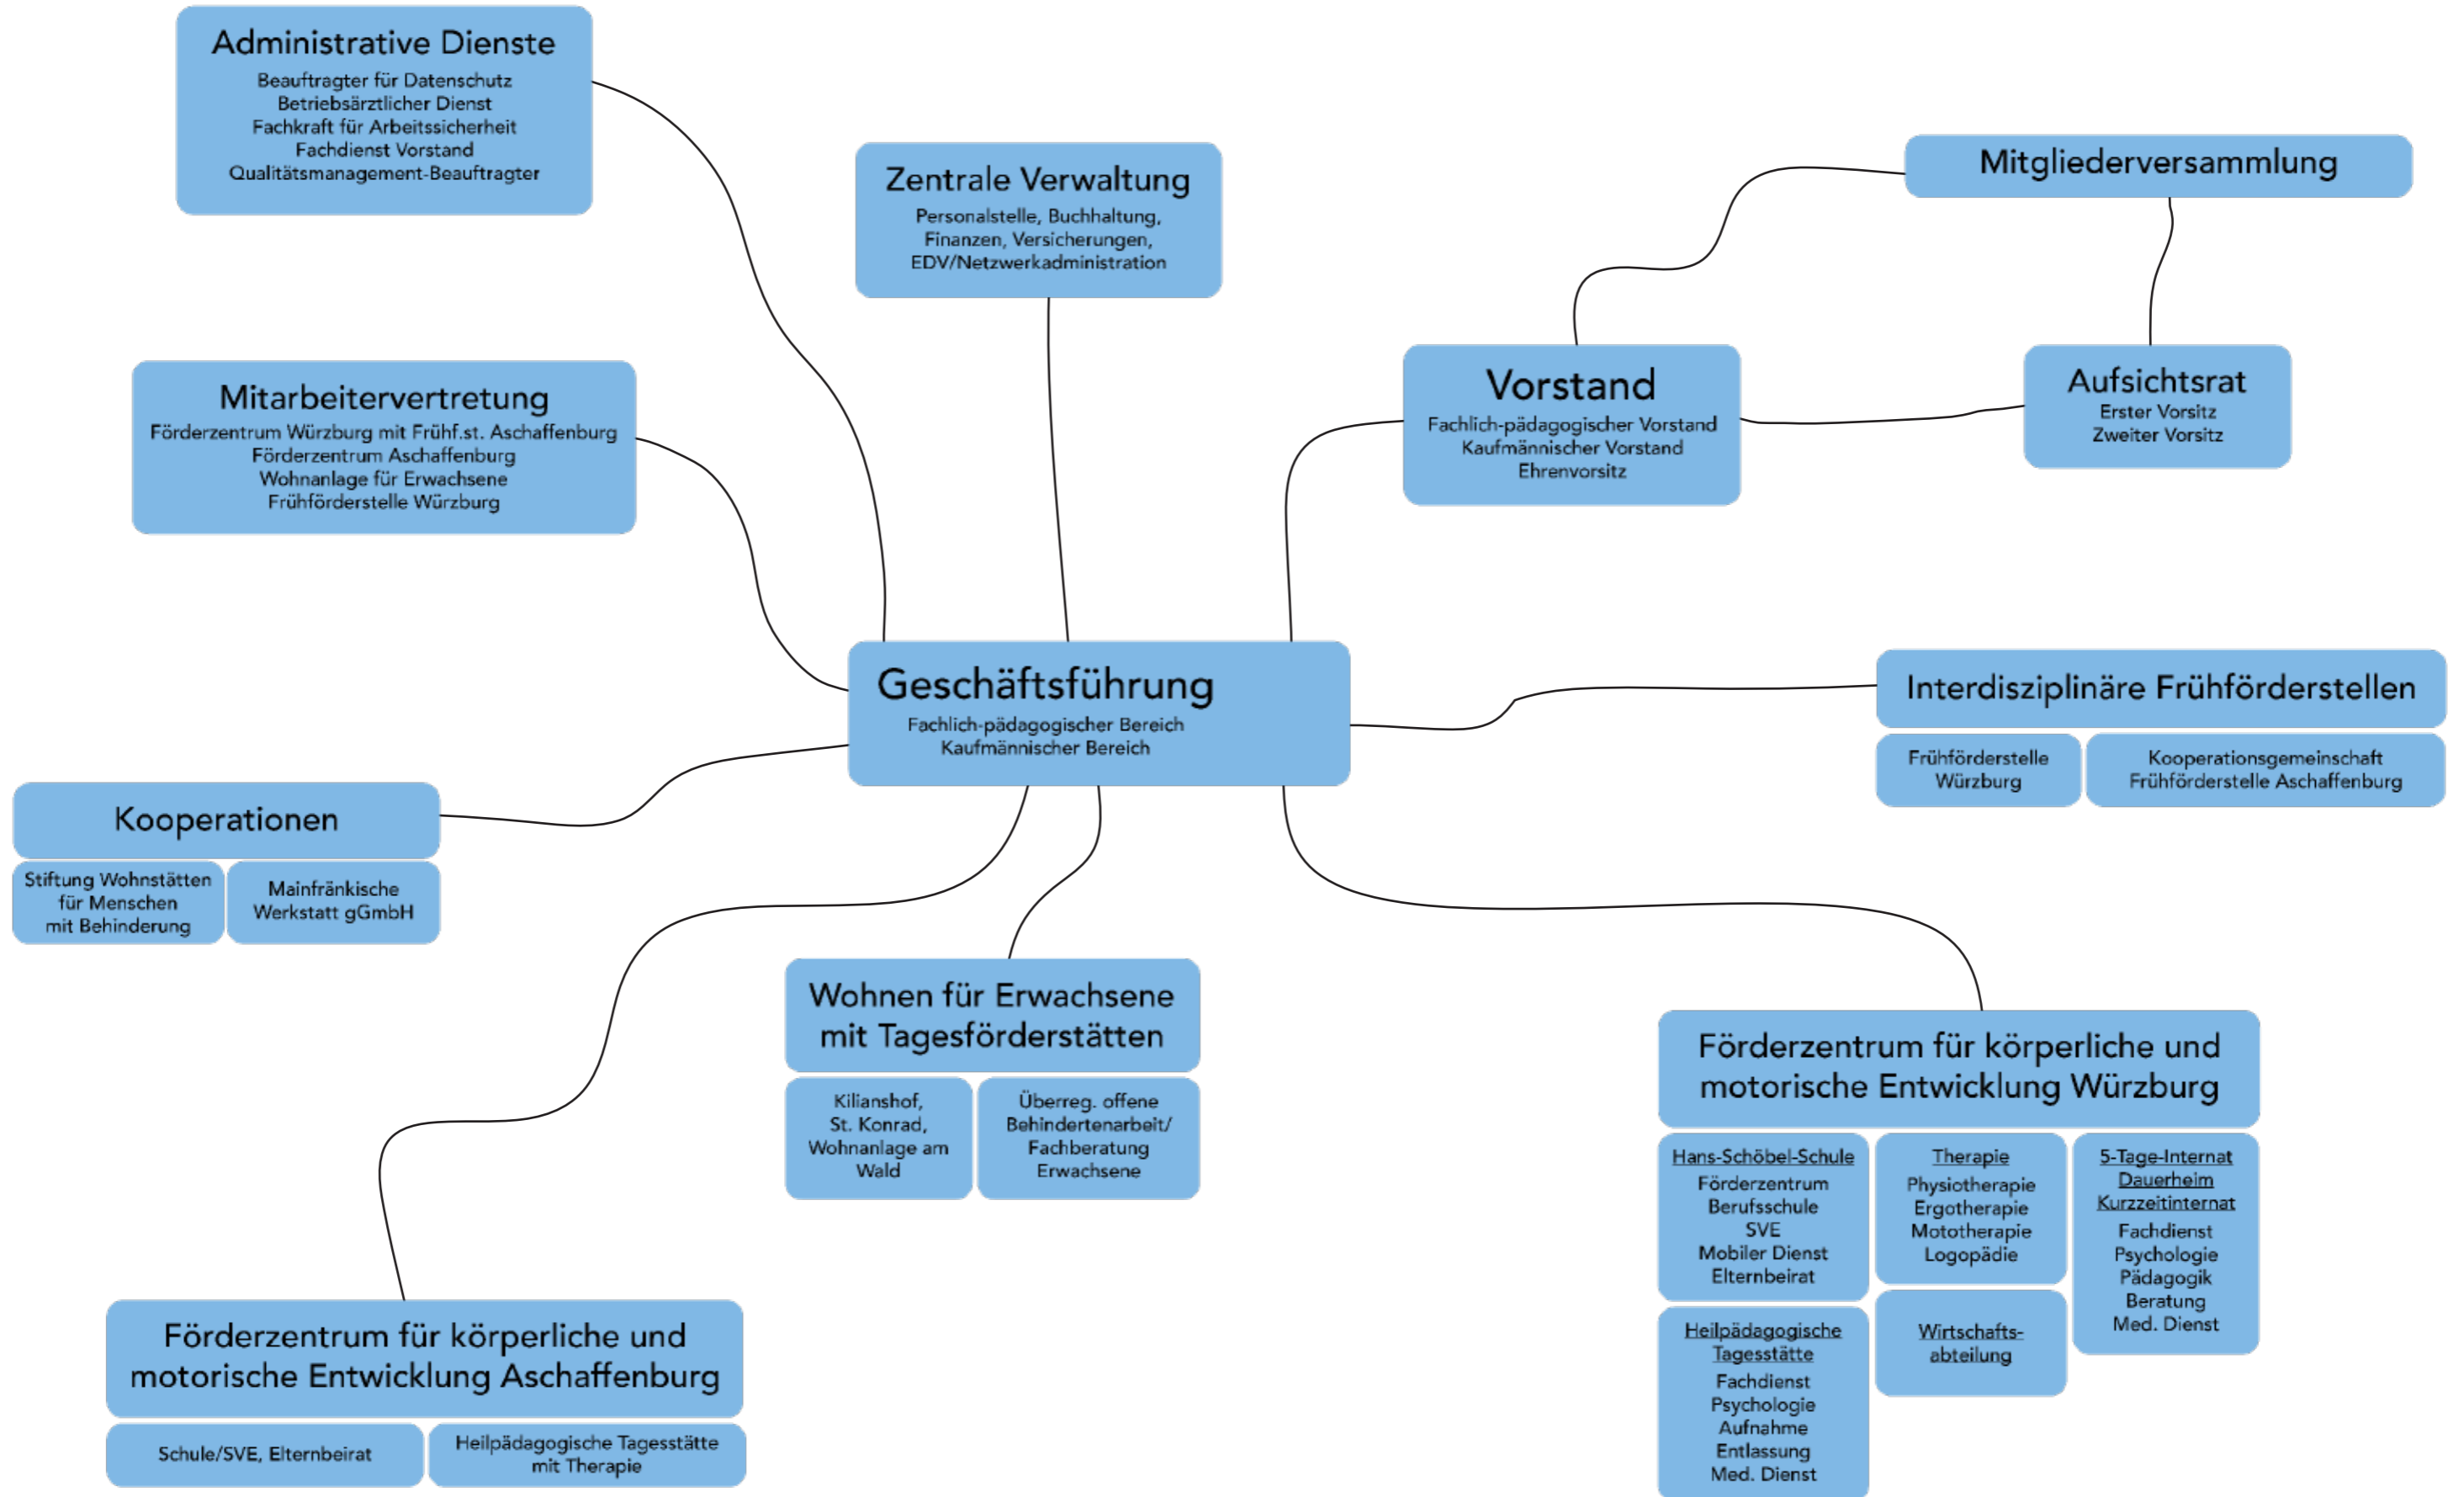 Administrative Dienste
Beauftragter für Datenschutz
Betriebsärztlicher Dienst
Fachkraft für Arbeitssicherheit
Fachdienst Vorstand
Qualitätsmanagement-Beauftragter
Zentrale Verwaltung
Personalstelle, Buchhaltung,
Finanzen, Versicherungen,
EDV/Netzwerkadministration
Mitgliederversammlung
Mitarbeitervertretung
Förderzentrum Würzburg mit Frühf.st. Aschaffenburg
Förderzentrum Aschaffenburg
Wohnanlage für Erwachsene
Frühförderstelle Würzburg
Vorstand
Fachlich-pädagogischer Vorstand
Kaufmännischer Vorstand
Ehrenvorsitz
Aufsichtsrat
Erster Vorsitz
Zweiter Vorsitz
Geschäftsführung
Fachlich-pädagogischer Bereich
Kaufmännischer Bereich
Interdisziplinäre Frühförderstellen
Frühförderstelle
Würzburg
Kooperationsgemeinschaft
Frühförderstelle Aschaffenburg
Kooperationen
Stiftung Wohnstätten
für Menschen
mit Behinderung
Mainfränkische
Werkstatt gGmbH
Wohnen für Erwachsene
mit Tagesförderstätten
Kilianshof,
St. Konrad,
Wohnanlage am
Wald
Überreg. offene
Behindertenarbeit/
Fachberatung
Erwachsene
Förderzentrum für körperliche und
motorische Entwicklung Würzburg
Hans-Schöbel-Schule
Förderzentrum
Berufsschule
SVE
Mobiler Dienst
Elternbeirat
Therapie
Physiotherapie
Ergotherapie
Mototherapie
Logopädie
5-Tage-Internat
Dauerheim
Kurzzeitinternat
Fachdienst
Psychologie
Pädagogik
Beratung
Med. Dienst
Heilpädagogische
Tagesstätte
Fachdienst
Psychologie
Aufnahme
Entlassung
Med. Dienst
Wirtschafts-
abteilung
Förderzentrum für körperliche und
motorische Entwicklung Aschaffenburg
Schule/SVE, Elternbeirat
Heilpädagogische Tagesstätte
mit Therapie